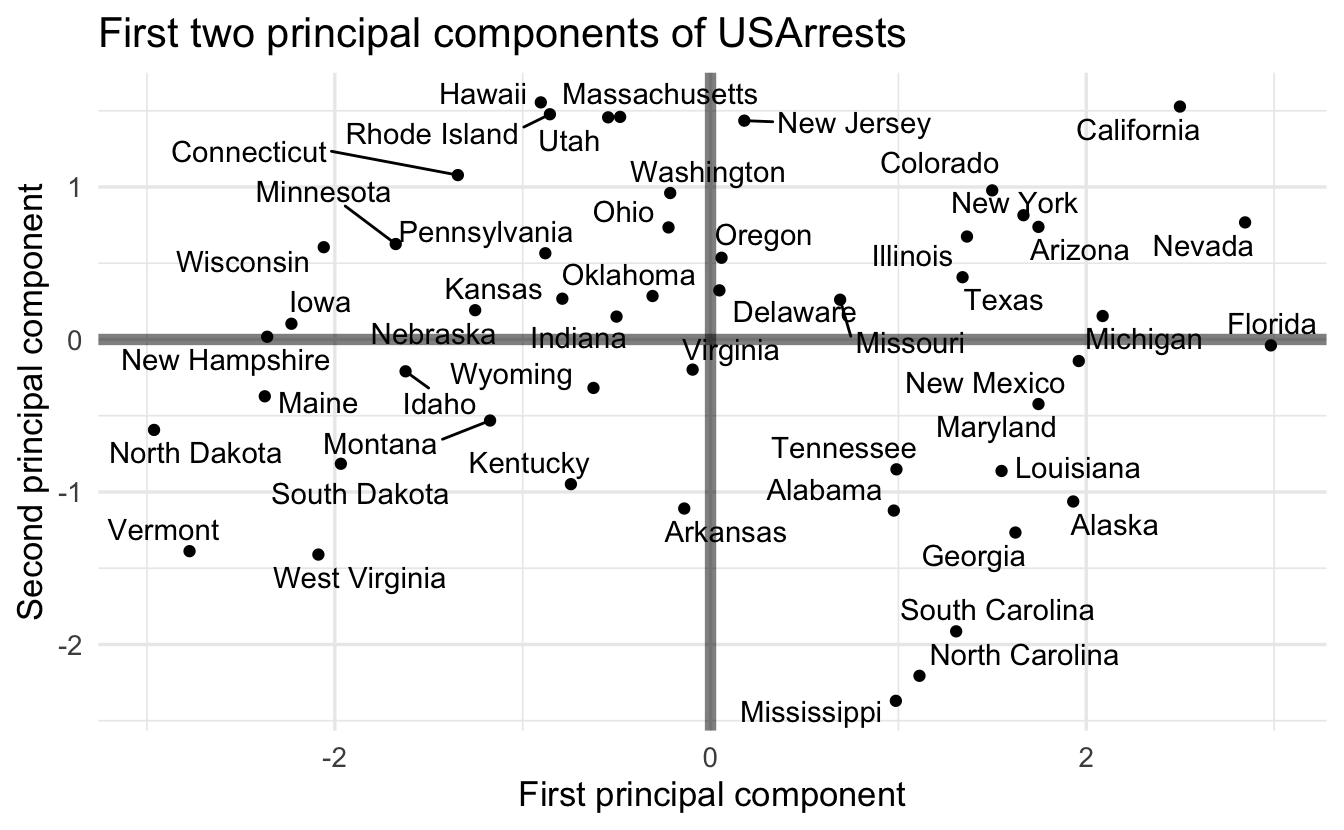 First two principal components of USArrests
Hawaii
Massachusetts
Rhode Island
Utah
New Jersey
California
Connecticut
Colorado
Minnesota
Washington
New York
Ohio
Pennsylvania
Oregon
Illinois
Arizona
Nevada
Wisconsin
Oklahoma
Kansas
Iowa
Texas
Delaware
Florida
Nebraska
Indiana
Missouri
Michigan
Virginia
New Hampshire
Wyoming
New Mexico
Maine
Idaho
Maryland
Montana
Tennessee
North Dakota
Kentucky
Louisiana
South Dakota
Alabama
Vermont
Arkansas
Alaska
Georgia
West Virginia
South Carolina
North Carolina
Mississippi
1
0
-1
-2
Second principal component
-2
0
2
First principal component